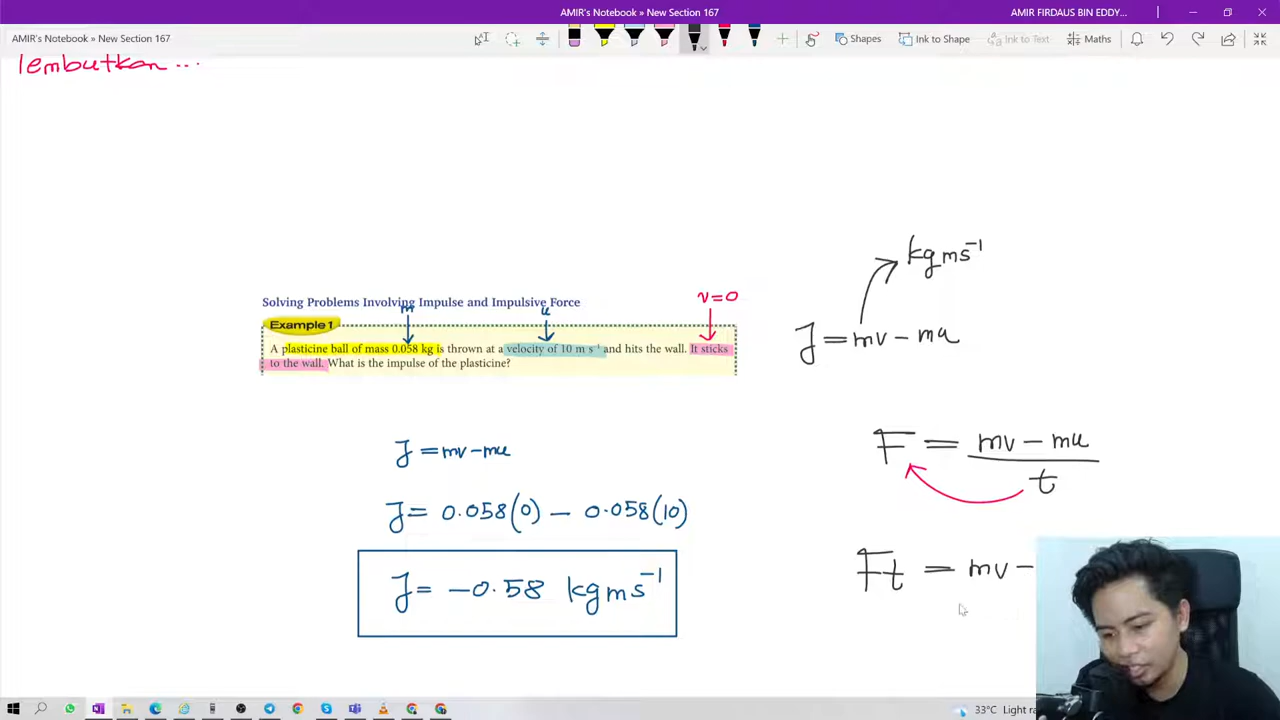 AMIR's Notebook » New Section 167
AMIR FIRDAUS BIN EDDY...
AMIR's Notebook » New Section 167
Shapes
Ink to Shape
Ink to Text
Maths
lembutkan ...
Solving Problems Involving Impulse and Impulsive Force
m
u
v=0
Example 1
A plasticine ball of mass 0.058 kg is thrown at a velocity of 10 m s⁻¹ and hits the wall. It sticks
to the wall. What is the impulse of the plasticine?
J = mv - mu
J = 0.058(0) - 0.058(10)
J = -0.58 kgms⁻¹
kgms⁻¹
J = mv - mu
F = mv - mu
t
Ft = mv -
33°C